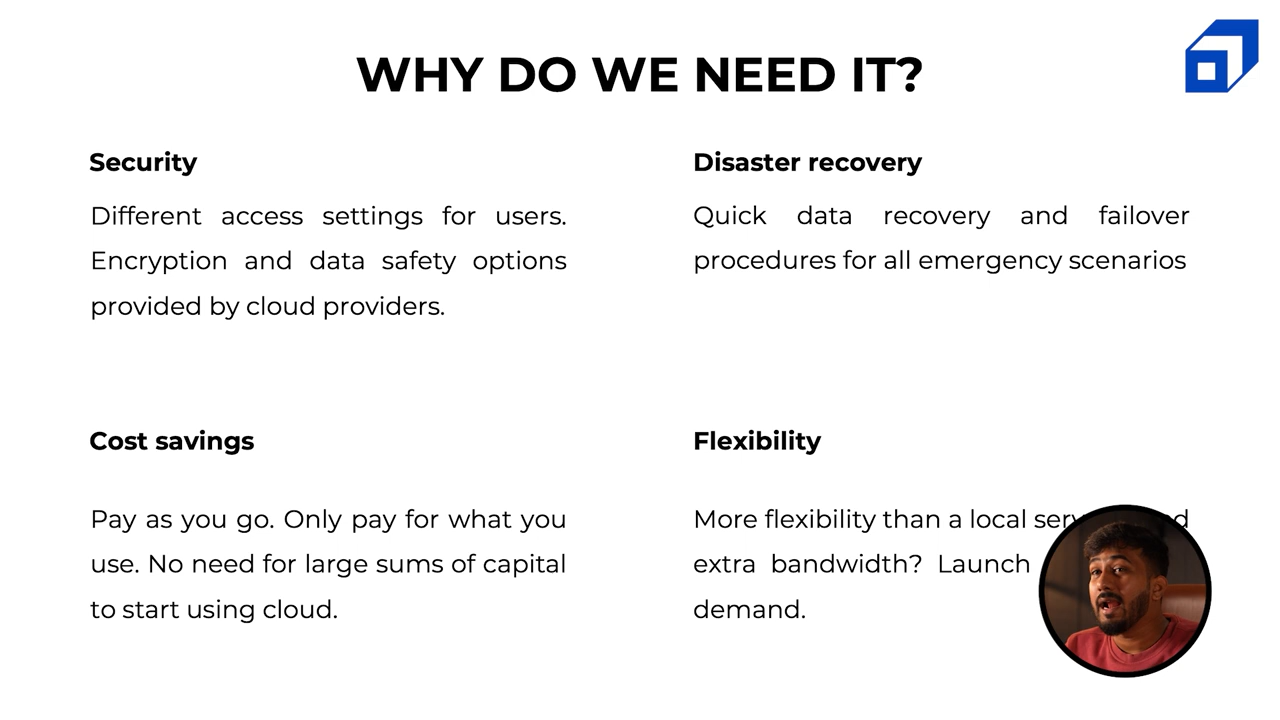 WHY DO WE NEED IT?
Security
Different access settings for users.
Encryption and data safety options
provided by cloud providers.
Disaster recovery
Quick data recovery and failover
procedures for all emergency scenarios
Cost savings
Pay as you go. Only pay for what you
use. No need for large sums of capital
to start using cloud.
Flexibility
More flexibility than a local
extra bandwidth? Launch
demand.